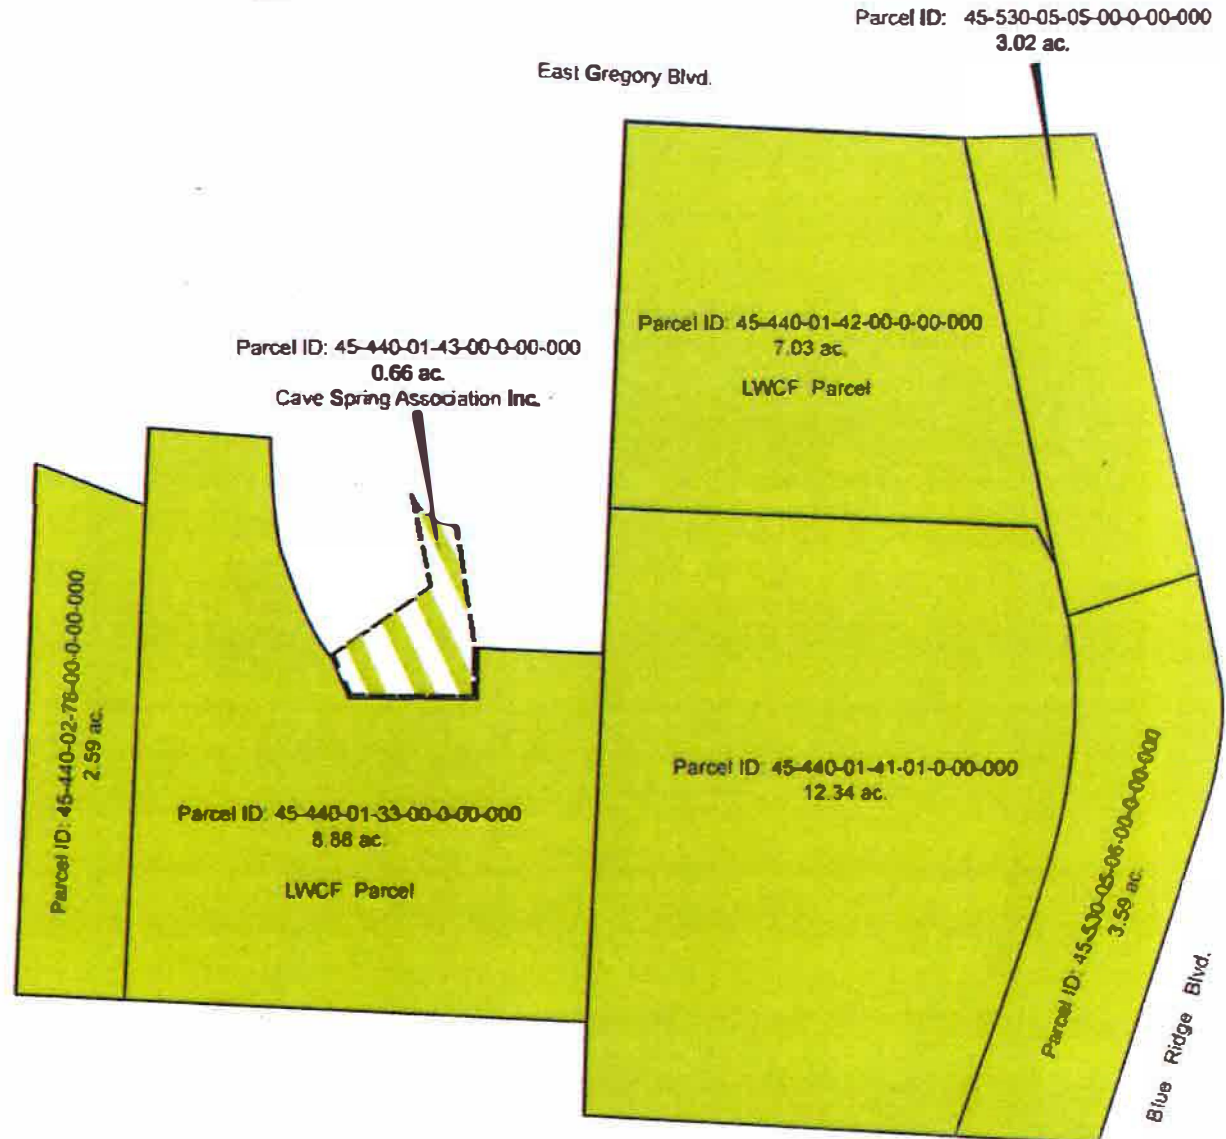 Parcel ID: 45-530-05-05-00-0-00-000
3.02 ac.
East Gregory Blvd.
Parcel ID: 45-440-01-42-00-0-00-000
7.03 ac.
LWCF Parcel
Parcel ID: 45-440-01-43-00-0-00-000
0.66 ac.
Cave Spring Association Inc.
Parcel ID: 45-440-02-76-00-0-00-000
2.59 ac.
Parcel ID: 45-440-01-33-00-0-00-000
8.88 ac.
LWCF Parcel
Parcel ID: 45-440-01-41-01-0-00-000
12.34 ac.
Parcel ID: 45-530-05-06-00-0-00-000
3.59 ac.
Blue Ridge Blvd.